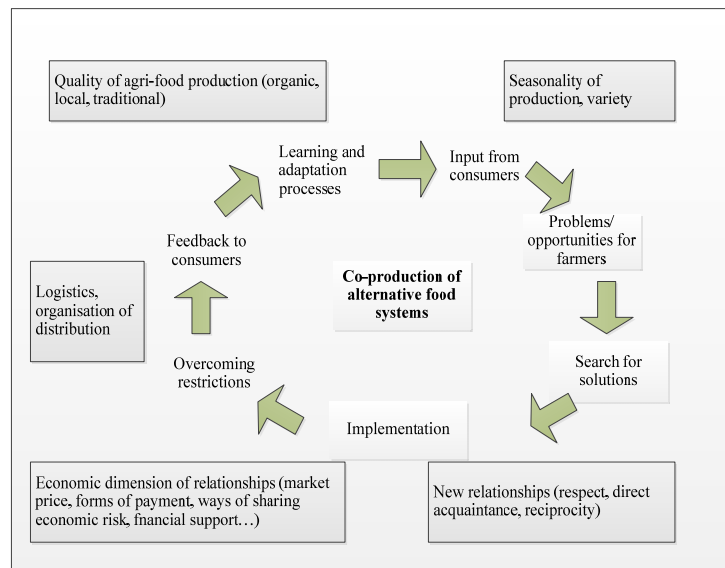 Quality of agri-food production (organic,
local, traditional)
Seasonality of
production, variety
Learning and
adaptation
processes
Input from
consumers
Problems/
opportunities for
farmers
Feedback to
consumers
Co-production of
alternative food
systems
Logistics,
organisation of
distribution
Overcoming
restrictions
Search for
solutions
Implementation
Economic dimension of relationships (market
price, forms of payment, ways of sharing
economic risk, fnancial support…)
New relationships (respect, direct
acquaintance, reciprocity)